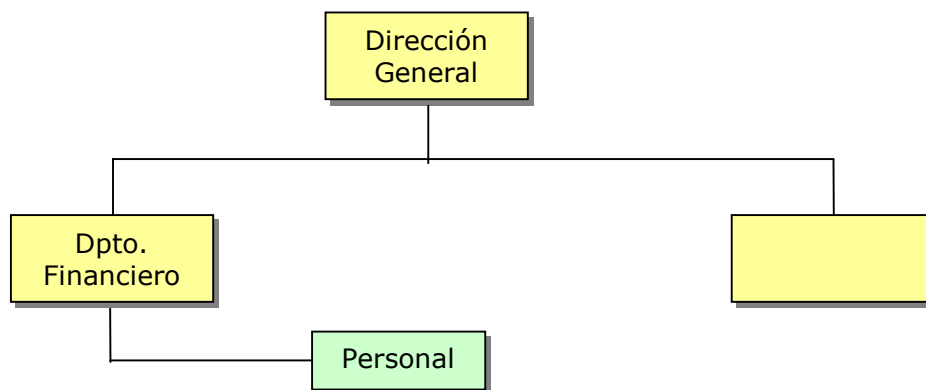 Dirección
General
Dpto.
Financiero
Personal